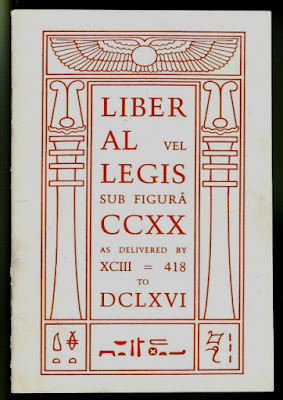 LIBER
AL VEL
LEGIS
SUB FIGURÂ
CCXX
AS DELIVERED BY
XCIII = 418
TO
DCLXVI